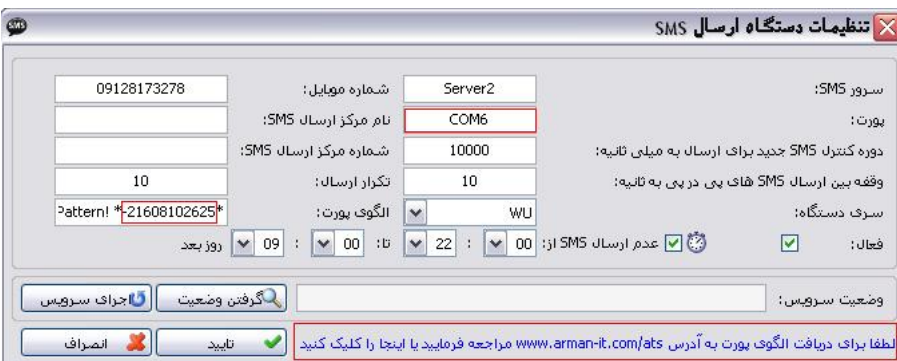 تنظیمات دستگاه ارسال SMS
سرور SMS: Server2 شماره موبایل: 09128173278
پورت: COM6 نام مرکز ارسال SMS:
دوره کنترل SMS جدید برای ارسال به میلی ثانیه: 10000 شماره مرکز ارسال SMS:
وقفه بین ارسال SMS های پی در پی به ثانیه: 10 تکرار ارسال: 10
سری دستگاه: WU الگوی پورت: Pattern! *-21608102625*
فعال: عدم ارسال SMS از: 00 : 22 تا: 00 : 09 روز بعد
وضعیت سرویس: گرفتن وضعیت اجرای سرویس
لطفا برای دریافت الگوی پورت به آدرس www.arman-it.com/ats مراجعه فرمایید یا اینجا را کلیک کنید تایید انصراف